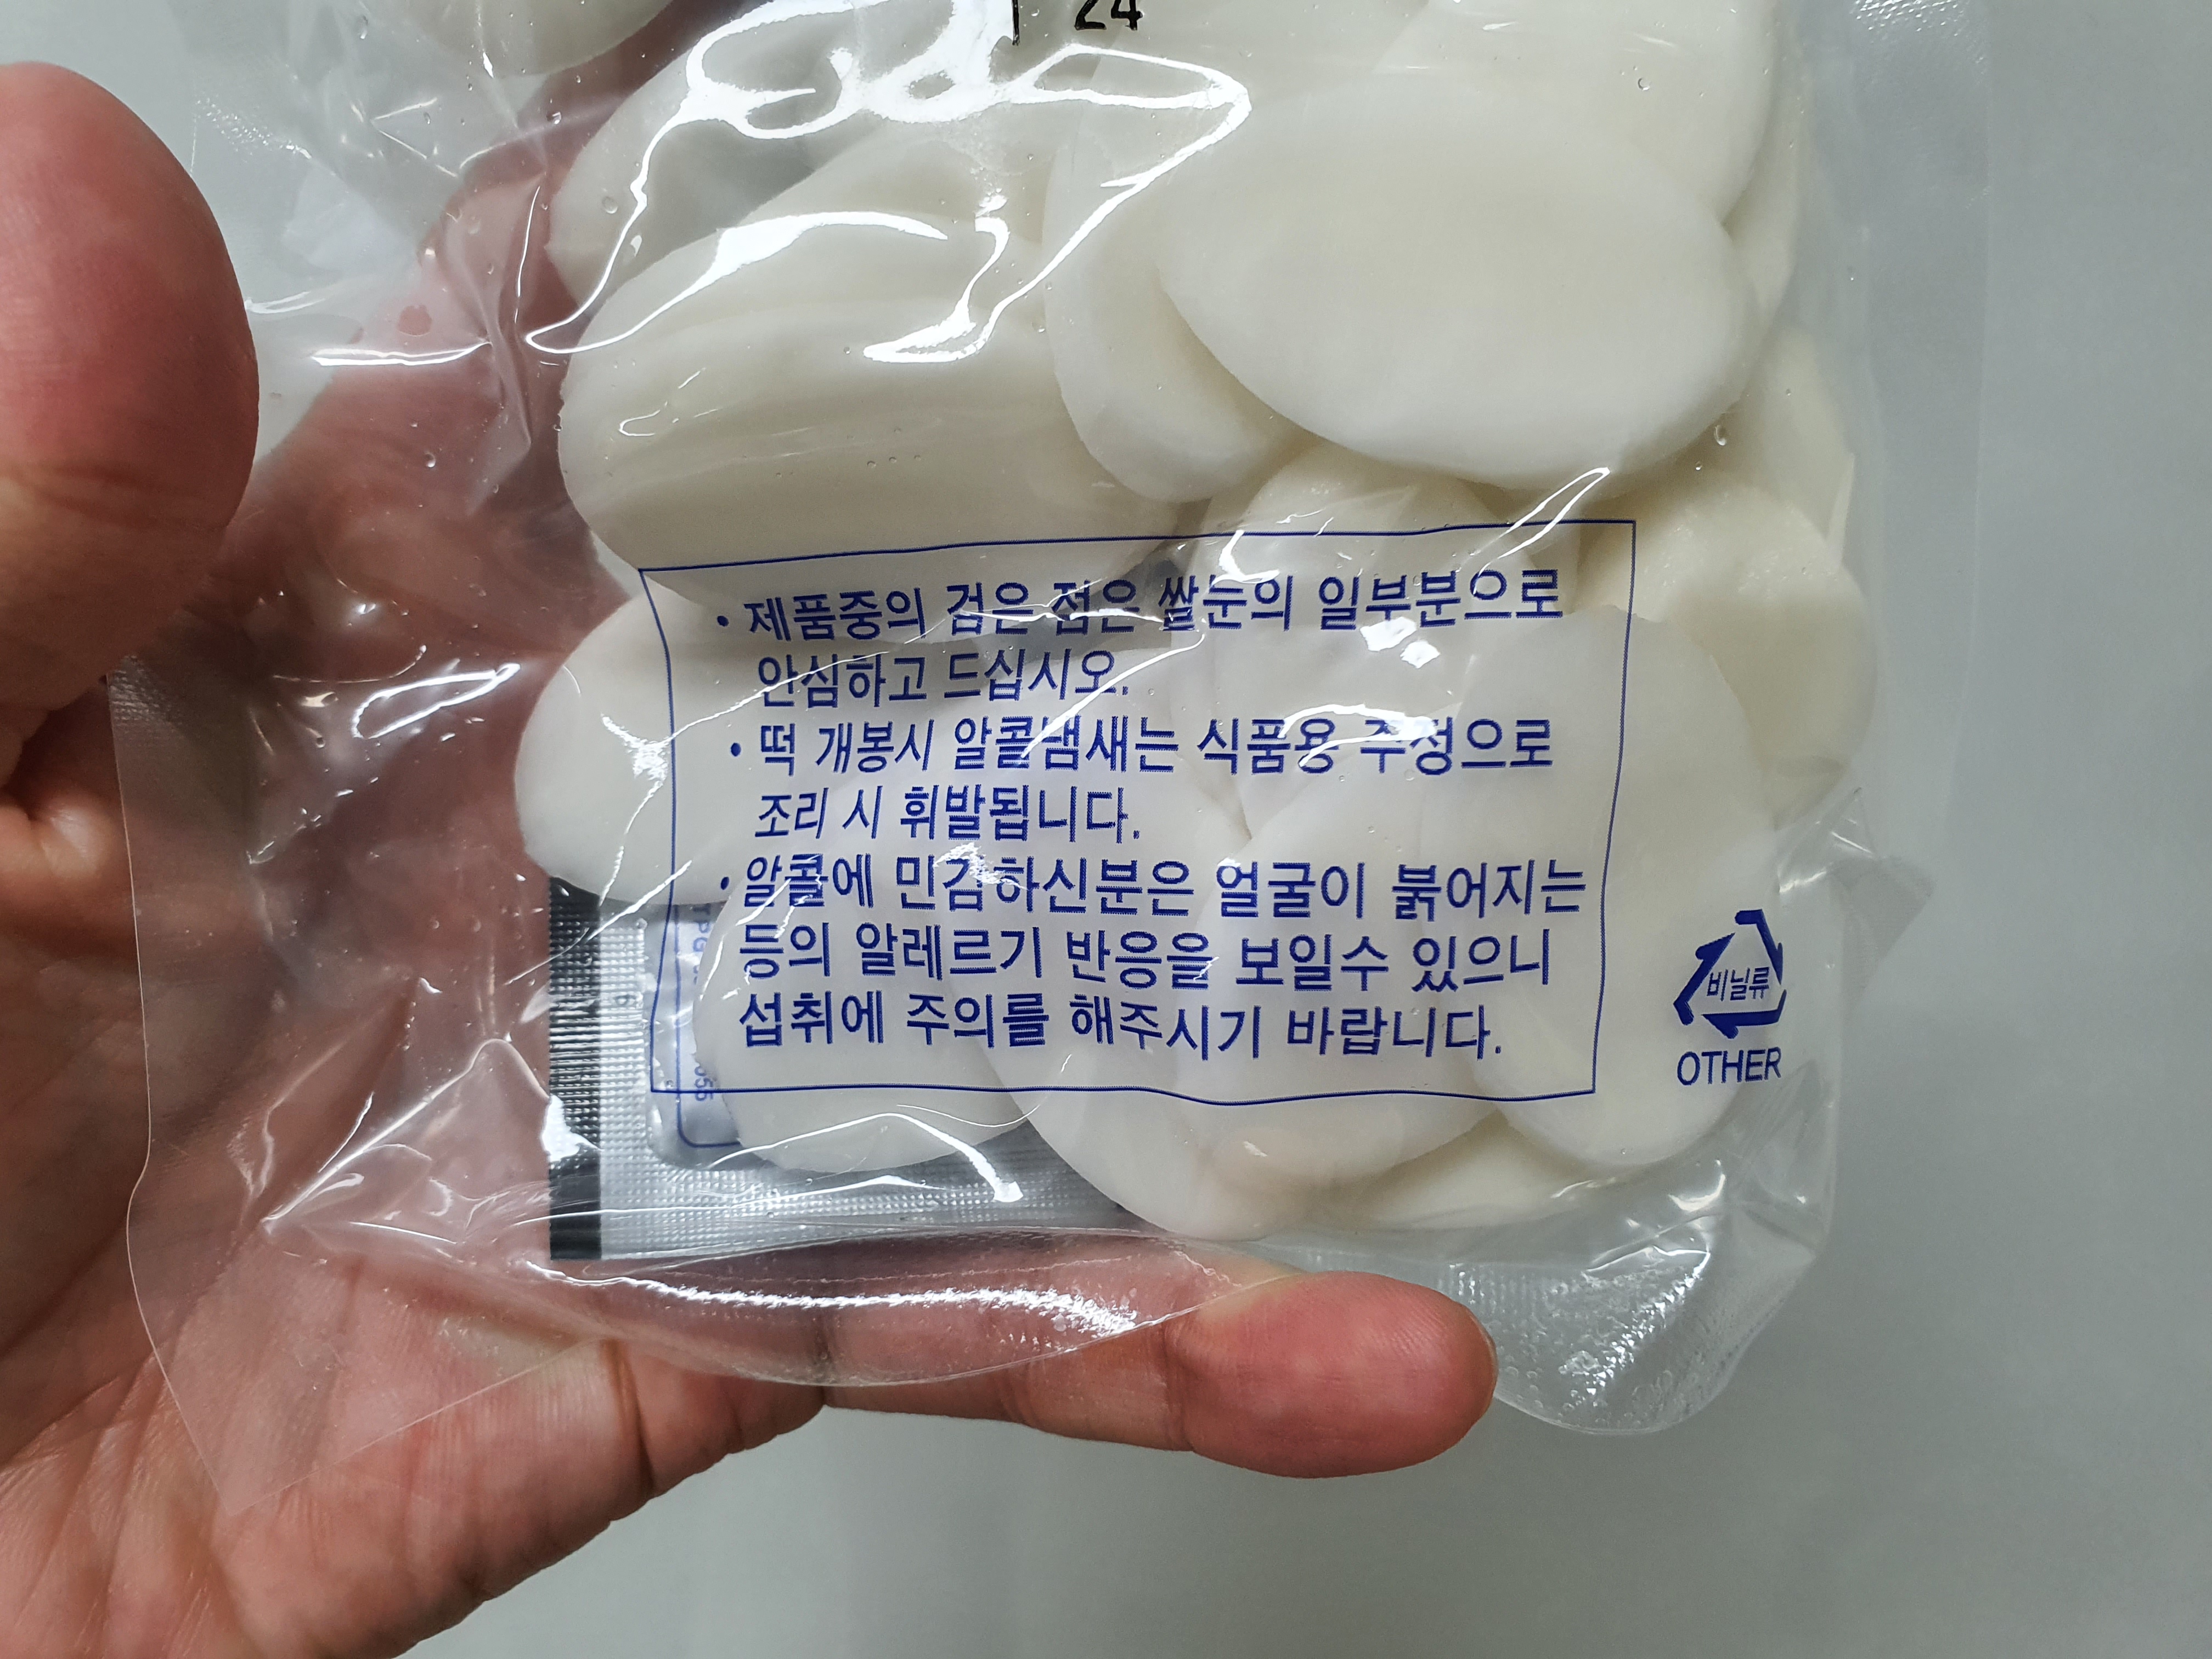 24
• 제품중의 검은 점은 쌀눈의 일부분으로
안심하고 드십시오.
• 떡 개봉시 알콜냄새는 식품용 주정으로
조리 시 휘발됩니다.
• 알콜에 민감하신분은 얼굴이 붉어지는
등의 알레르기 반응을 보일수 있으니
섭취에 주의를 해주시기 바랍니다.
비닐류
OTHER